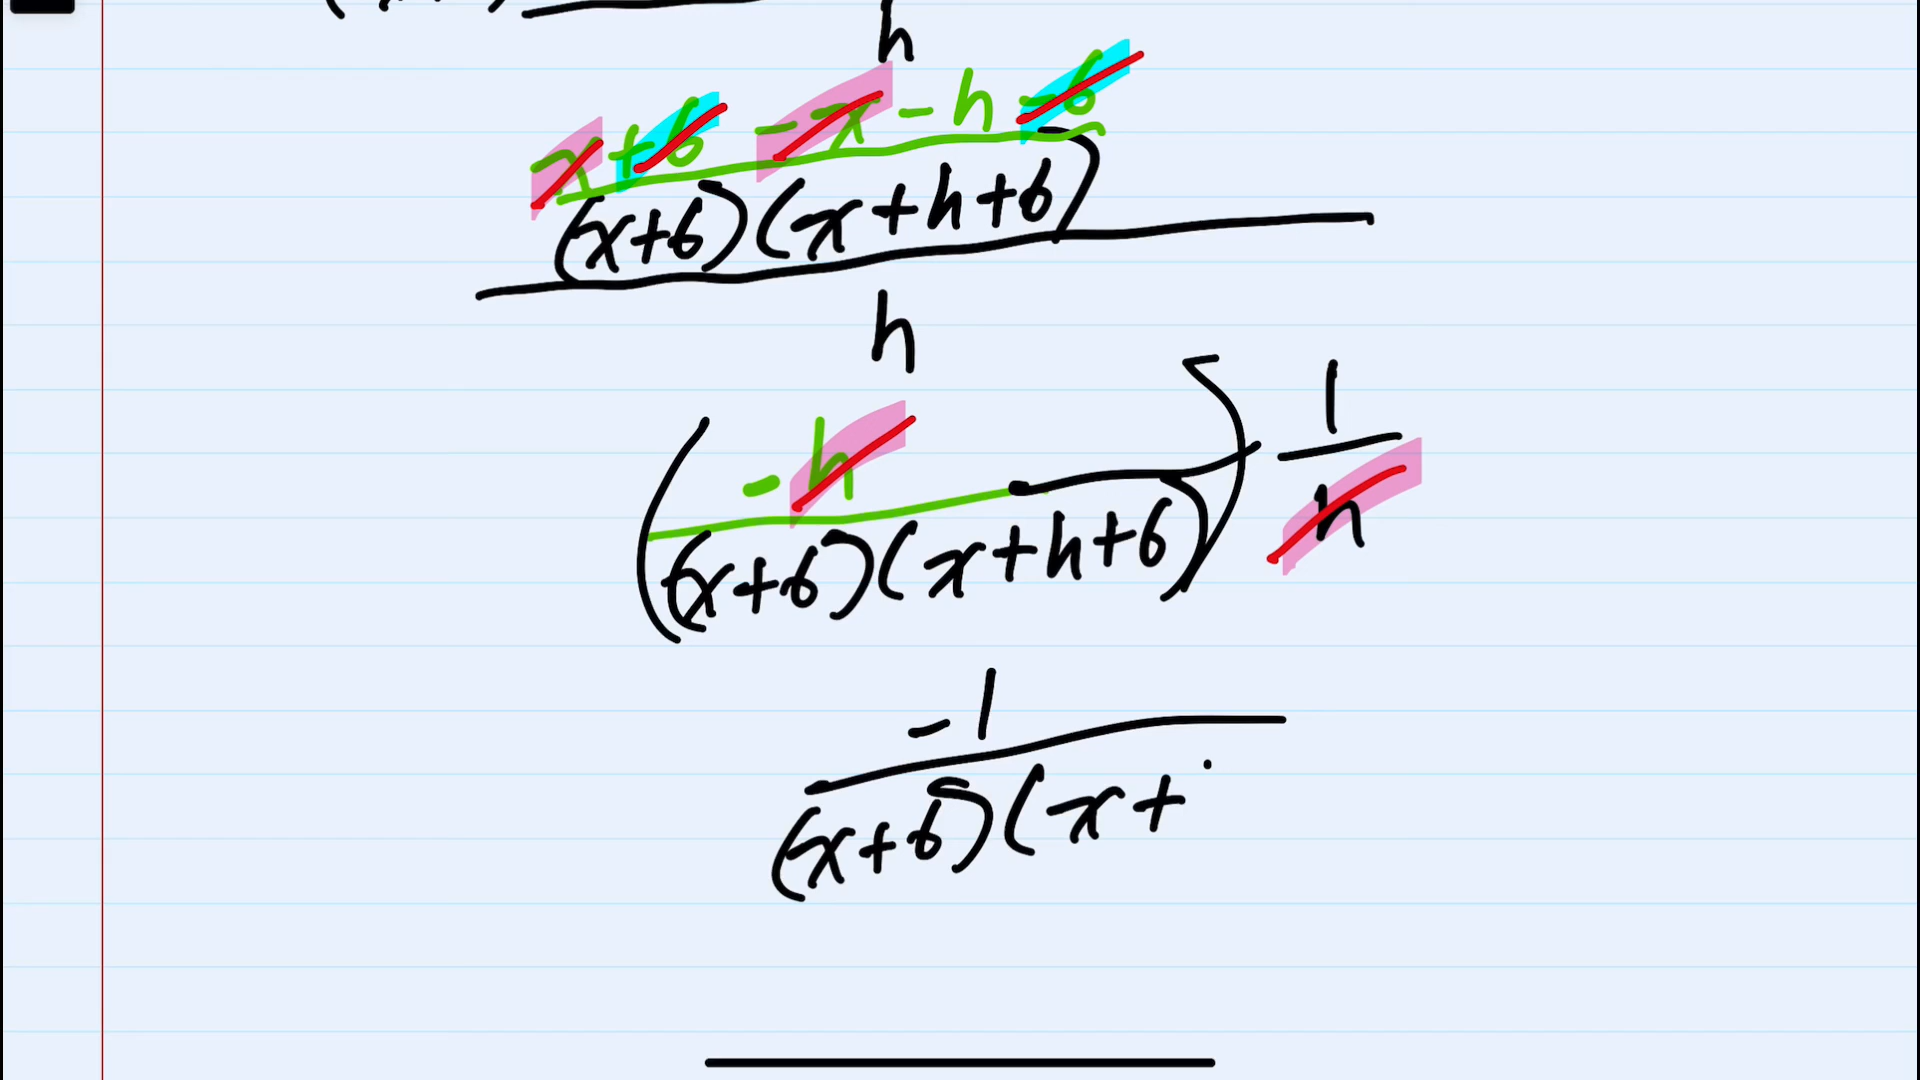 h
x+6 -x-h-6
(x+6)(x+h+6)
h
-h 1
(x+6)(x+h+6) h
-1
(x+6)(x+